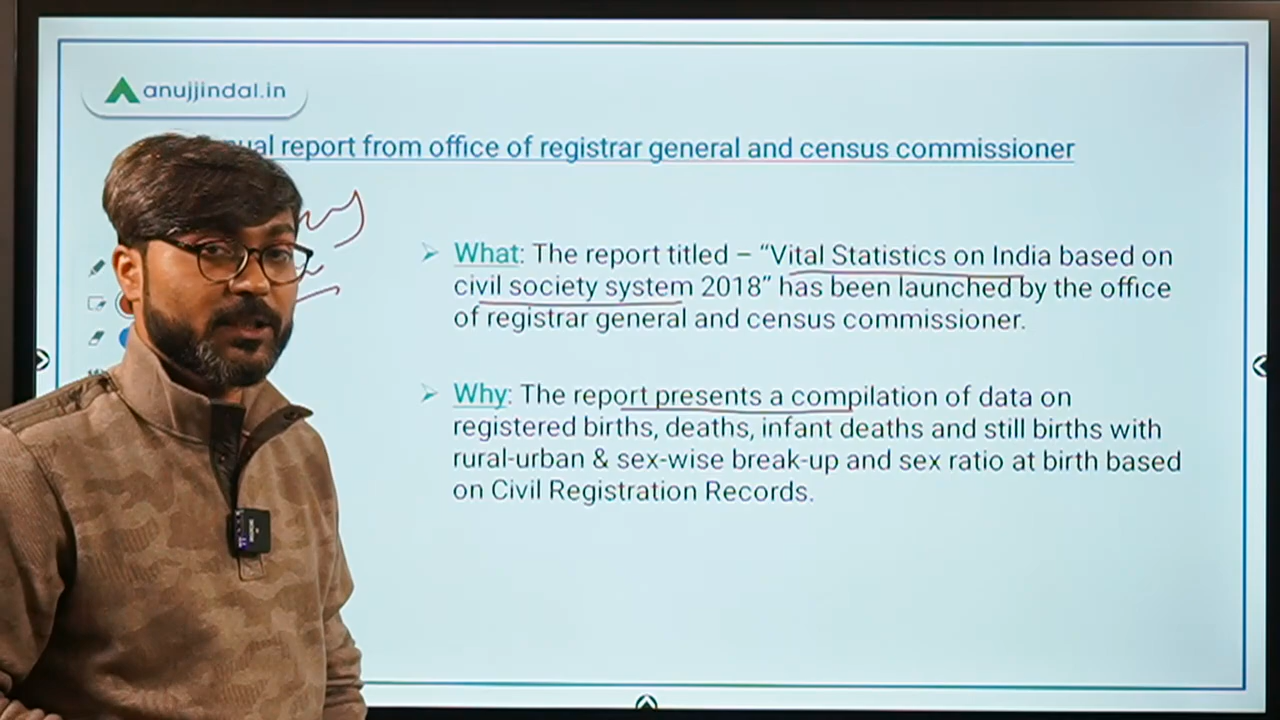 anujjindal.in
report from office of registrar general and census commissioner
What: The report titled – “Vital Statistics on India based on
civil society system 2018” has been launched by the office
of registrar general and census commissioner.
Why: The report presents a compilation of data on
registered births, deaths, infant deaths and still births with
rural-urban & sex-wise break-up and sex ratio at birth based
on Civil Registration Records.